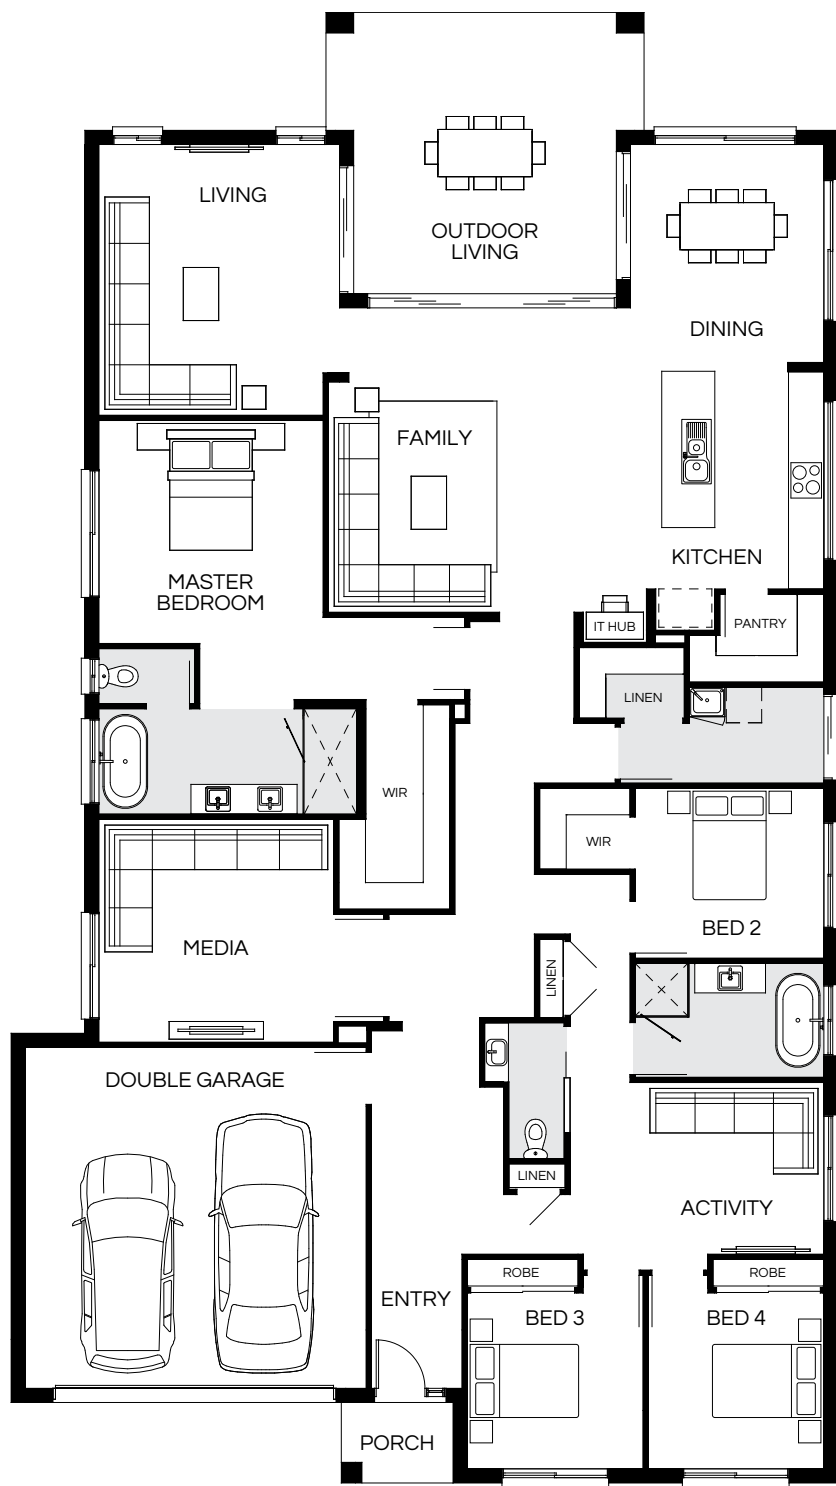 LIVING
OUTDOOR
LIVING
DINING
FAMILY
KITCHEN
MASTER
BEDROOM
IT HUB
PANTRY
LINEN
WIR
WIR
BED 2
MEDIA
LINEN
DOUBLE GARAGE
LINEN
ACTIVITY
ROBE
ROBE
ENTRY
BED 3
BED 4
PORCH